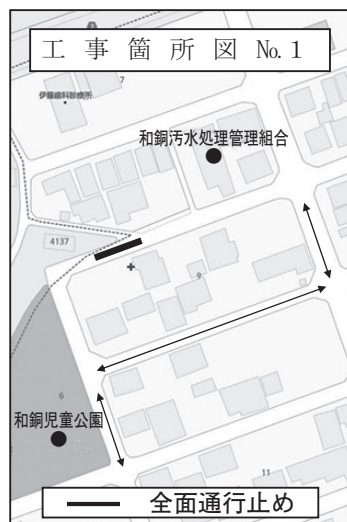 工事箇所図 No.1
7
伊藤歯科診療所
和銅汚水処理管理組合
4137
9
6
和銅児童公園
11
全面通行止め